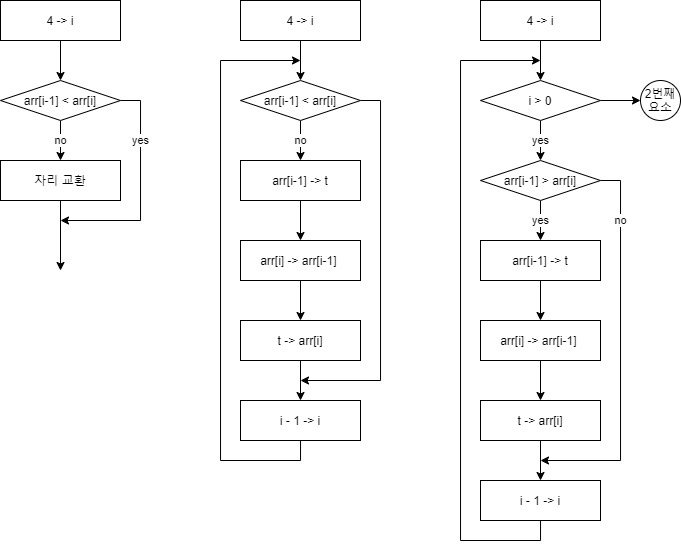 4 -> i
arr[i-1] < arr[i]
no
yes
자리 교환
4 -> i
arr[i-1] < arr[i]
no
arr[i-1] -> t
arr[i] -> arr[i-1]
t -> arr[i]
i - 1 -> i
4 -> i
i > 0
2번째
요소
yes
arr[i-1] > arr[i]
yes
no
arr[i-1] -> t
arr[i] -> arr[i-1]
t -> arr[i]
i - 1 -> i